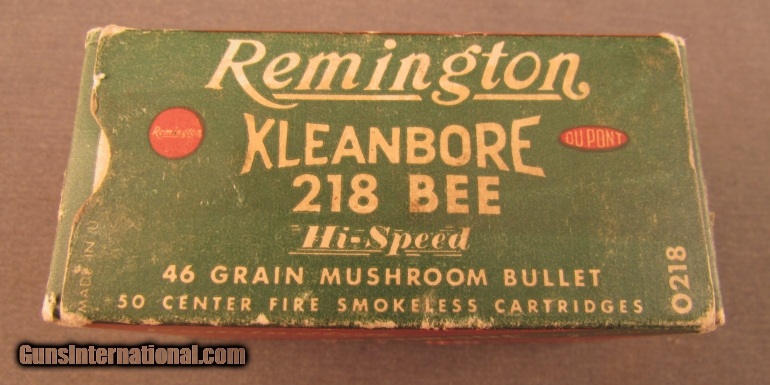 Remington
Remington
KLEANBORE
DU PONT
218 BEE
Hi-Speed
46 GRAIN MUSHROOM BULLET
50 CENTER FIRE SMOKELESS CARTRIDGES
MADE IN U
O218
GunsInternational.com